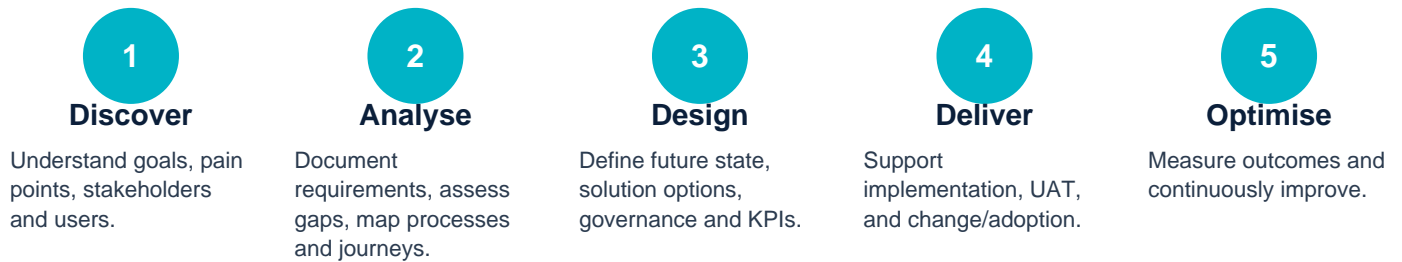 1
Discover
Understand goals, pain
points, stakeholders
and users.
2
Analyse
Document
requirements, assess
gaps, map processes
and journeys.
3
Design
Define future state,
solution options,
governance and KPIs.
4
Deliver
Support
implementation, UAT,
and change/adoption.
5
Optimise
Measure outcomes and
continuously improve.